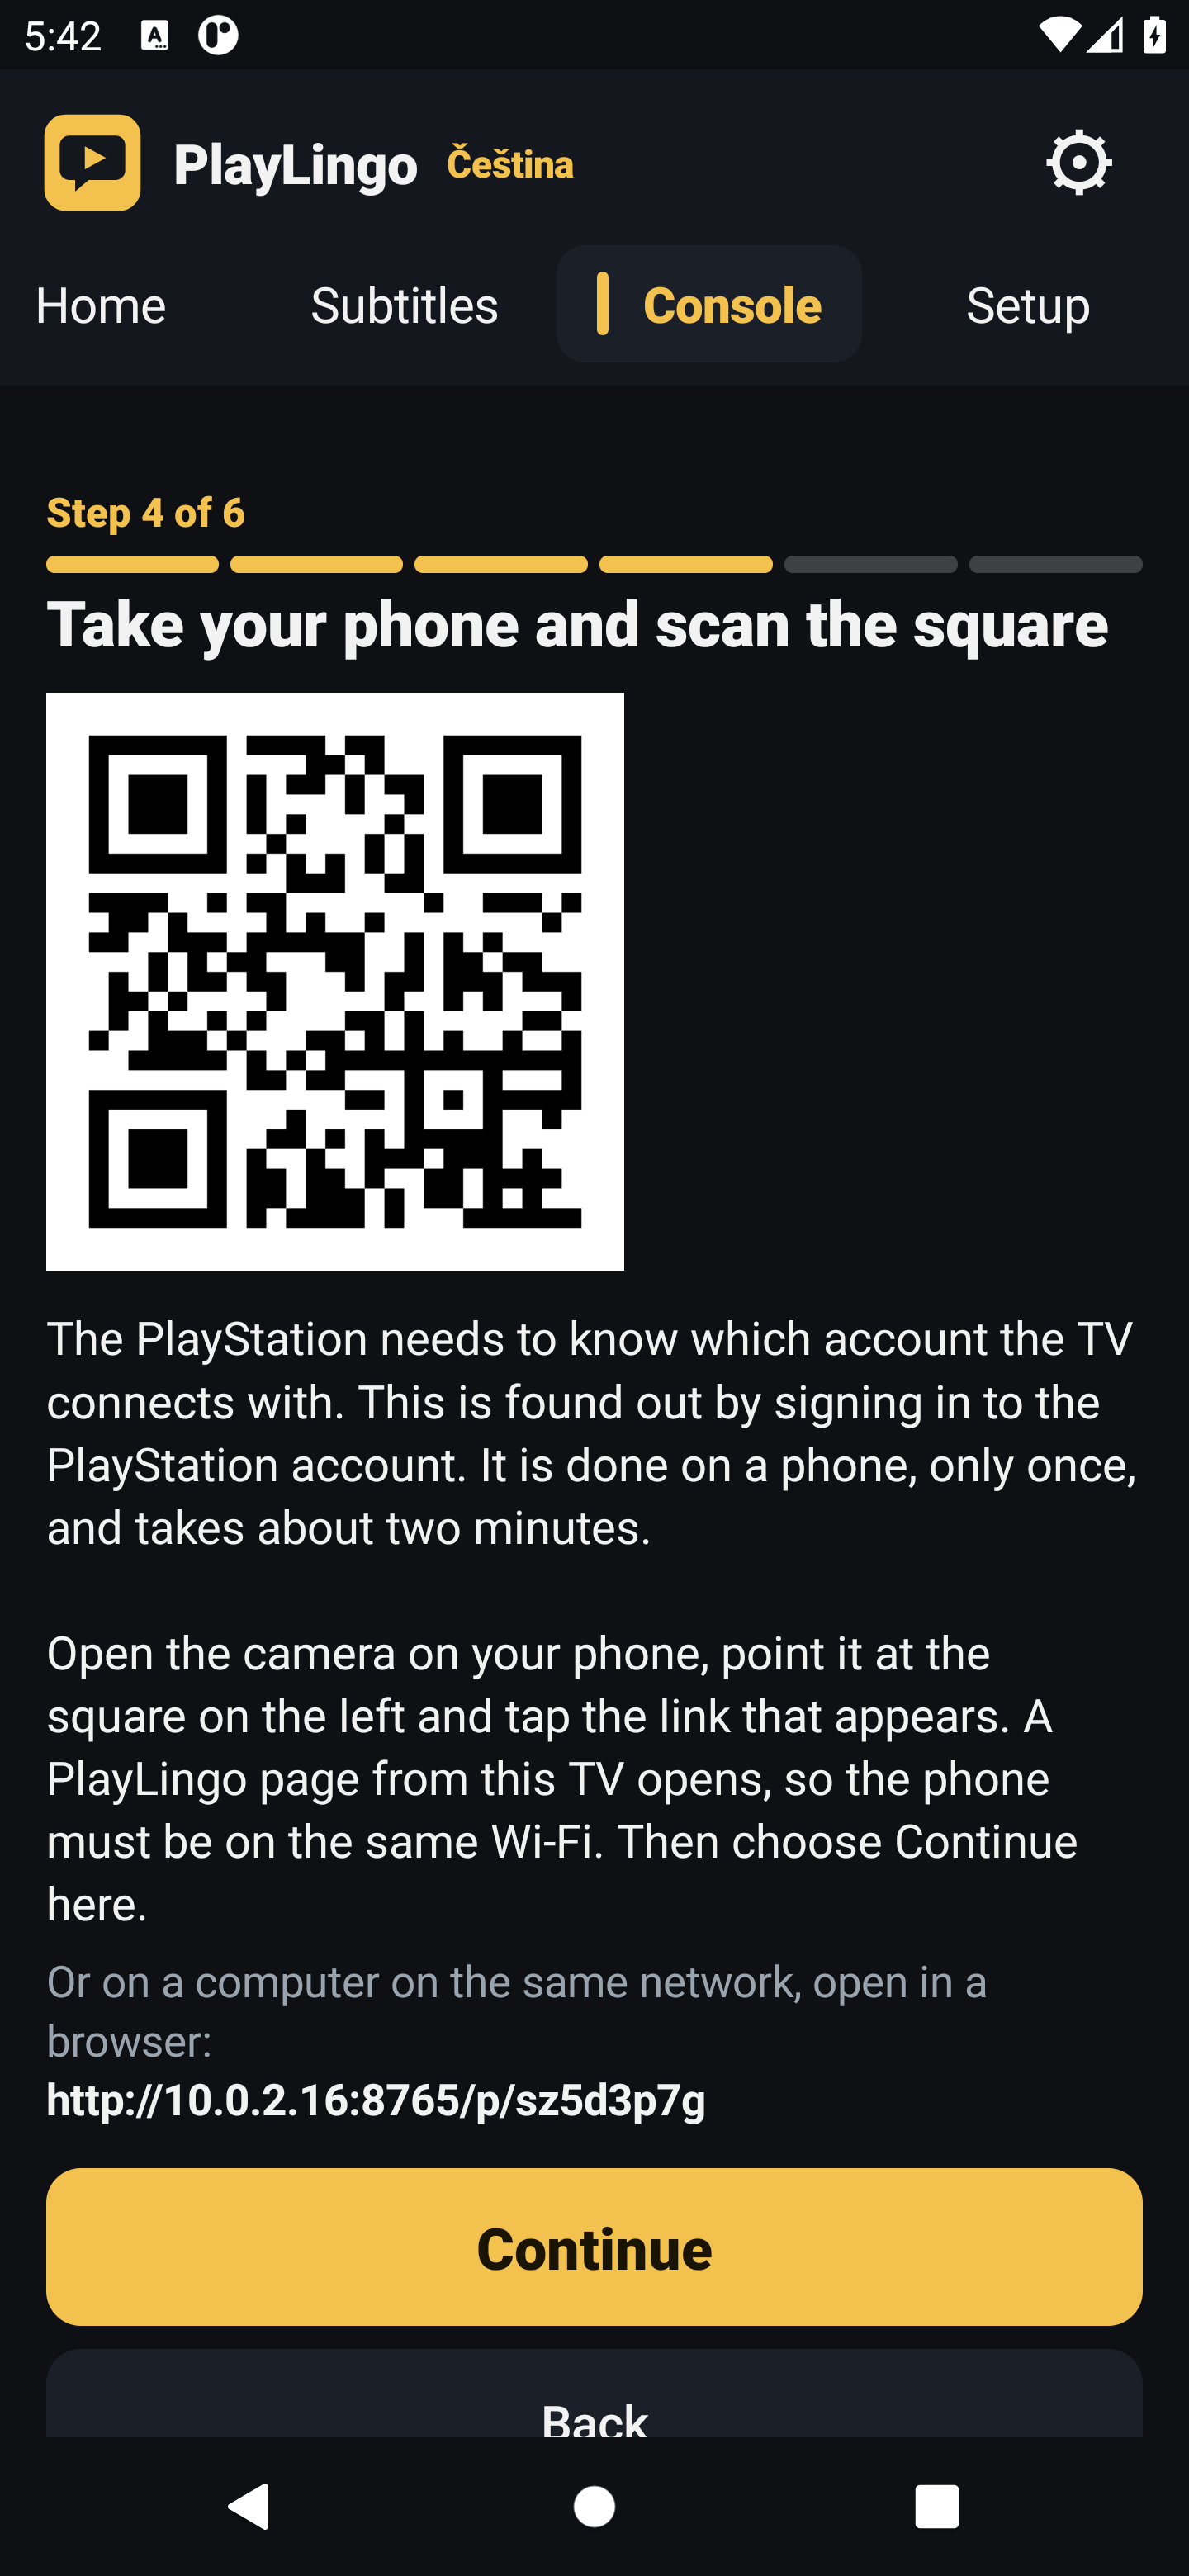 5:42
PlayLingo Čeština
Home Subtitles Console Setup
Step 4 of 6
Take your phone and scan the square
The PlayStation needs to know which account the TV
connects with. This is found out by signing in to the
PlayStation account. It is done on a phone, only once,
and takes about two minutes.
Open the camera on your phone, point it at the
square on the left and tap the link that appears. A
PlayLingo page from this TV opens, so the phone
must be on the same Wi-Fi. Then choose Continue
here.
Or on a computer on the same network, open in a
browser:
http://10.0.2.16:8765/p/sz5d3p7g
Continue
Back